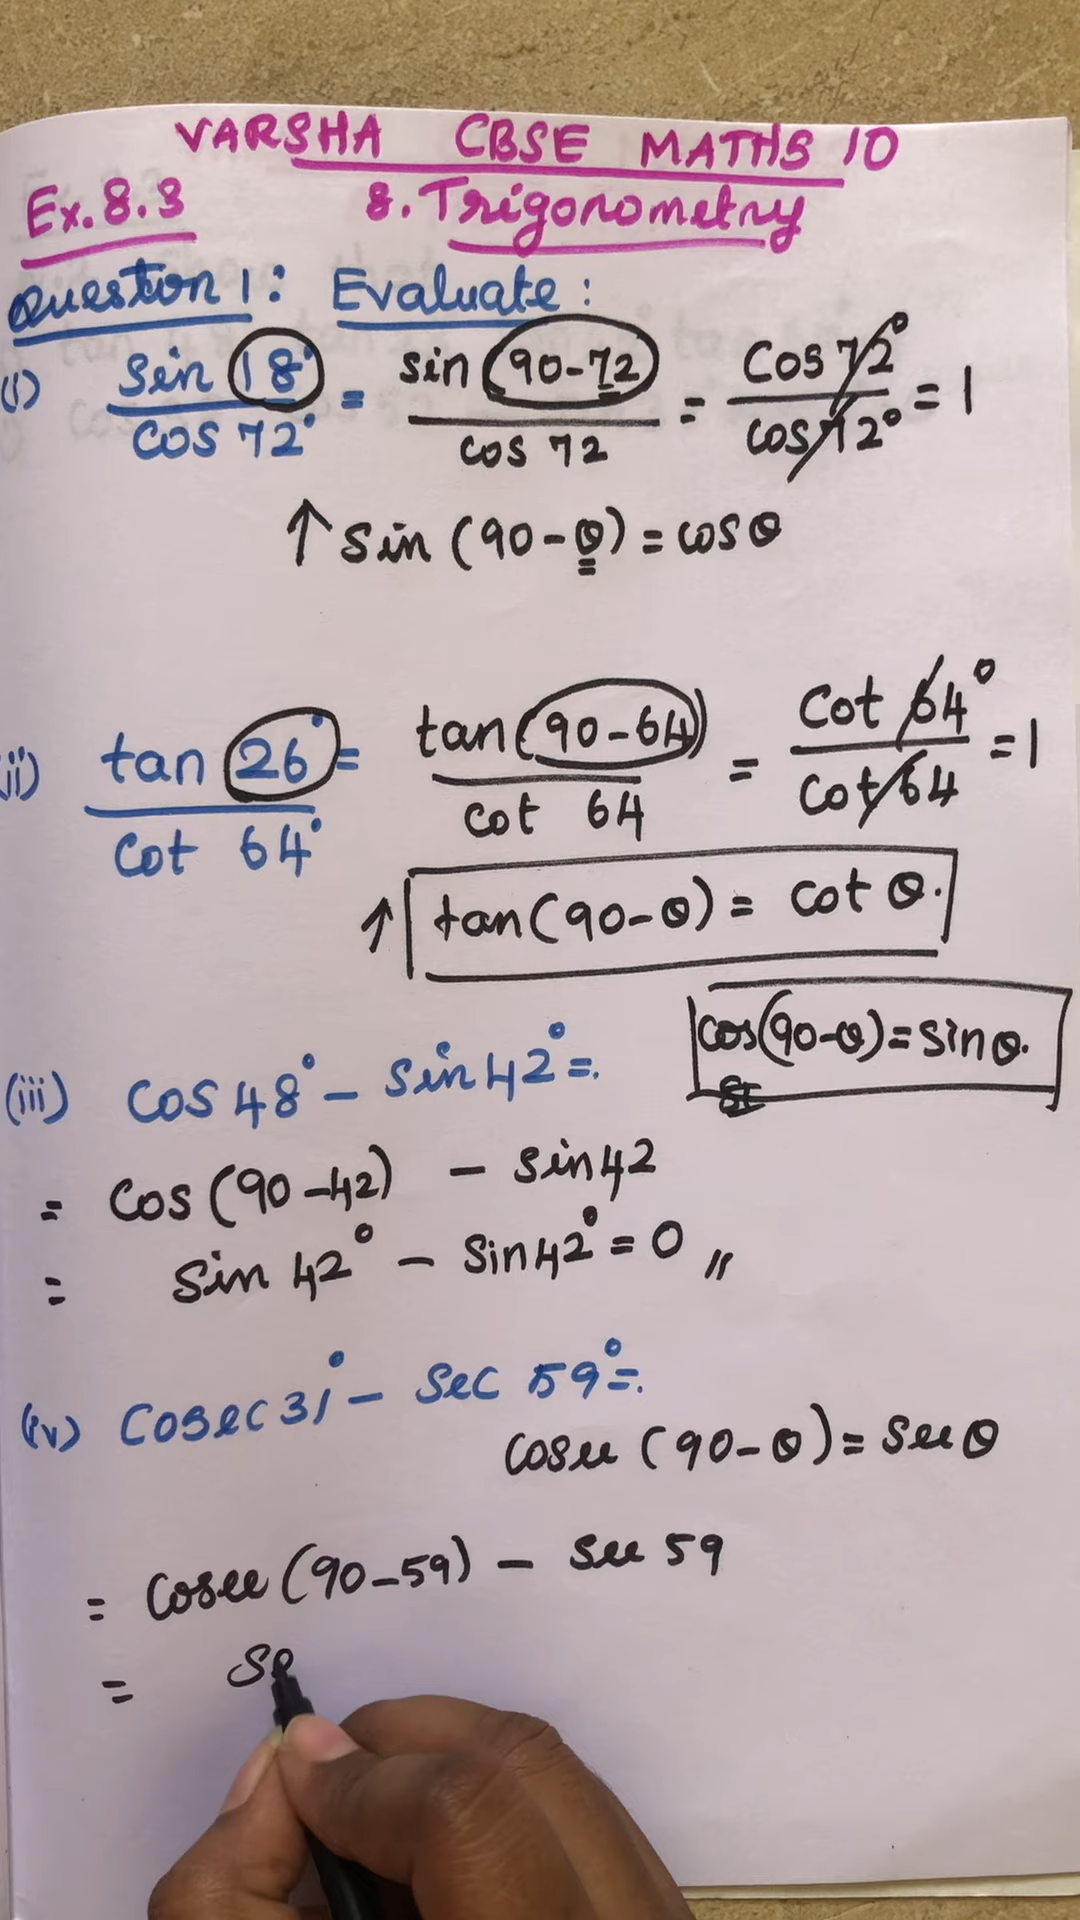 VARSHA CBSE MATHS 10
Ex.8.3 8.Trigonometry
Question 1: Evaluate:
(i) sin 18° / cos 72° = sin (90-72) / cos 72 = cos 72° / cos 72° = 1
↑ sin (90-θ) = cos θ
(ii) tan 26° / cot 64° = tan(90-64) / cot 64 = cot 64° / cot 64 = 1
↑ tan(90-θ) = cot θ.
cos(90-θ)=sin θ.
(iii) cos 48° - sin 42° =.
= cos (90-42) - sin 42
= sin 42° - sin 42° = 0 //
(iv) cosec 31° - sec 59° =.
cosec (90-θ) = sec θ
= cosec (90-59) - sec 59
= se